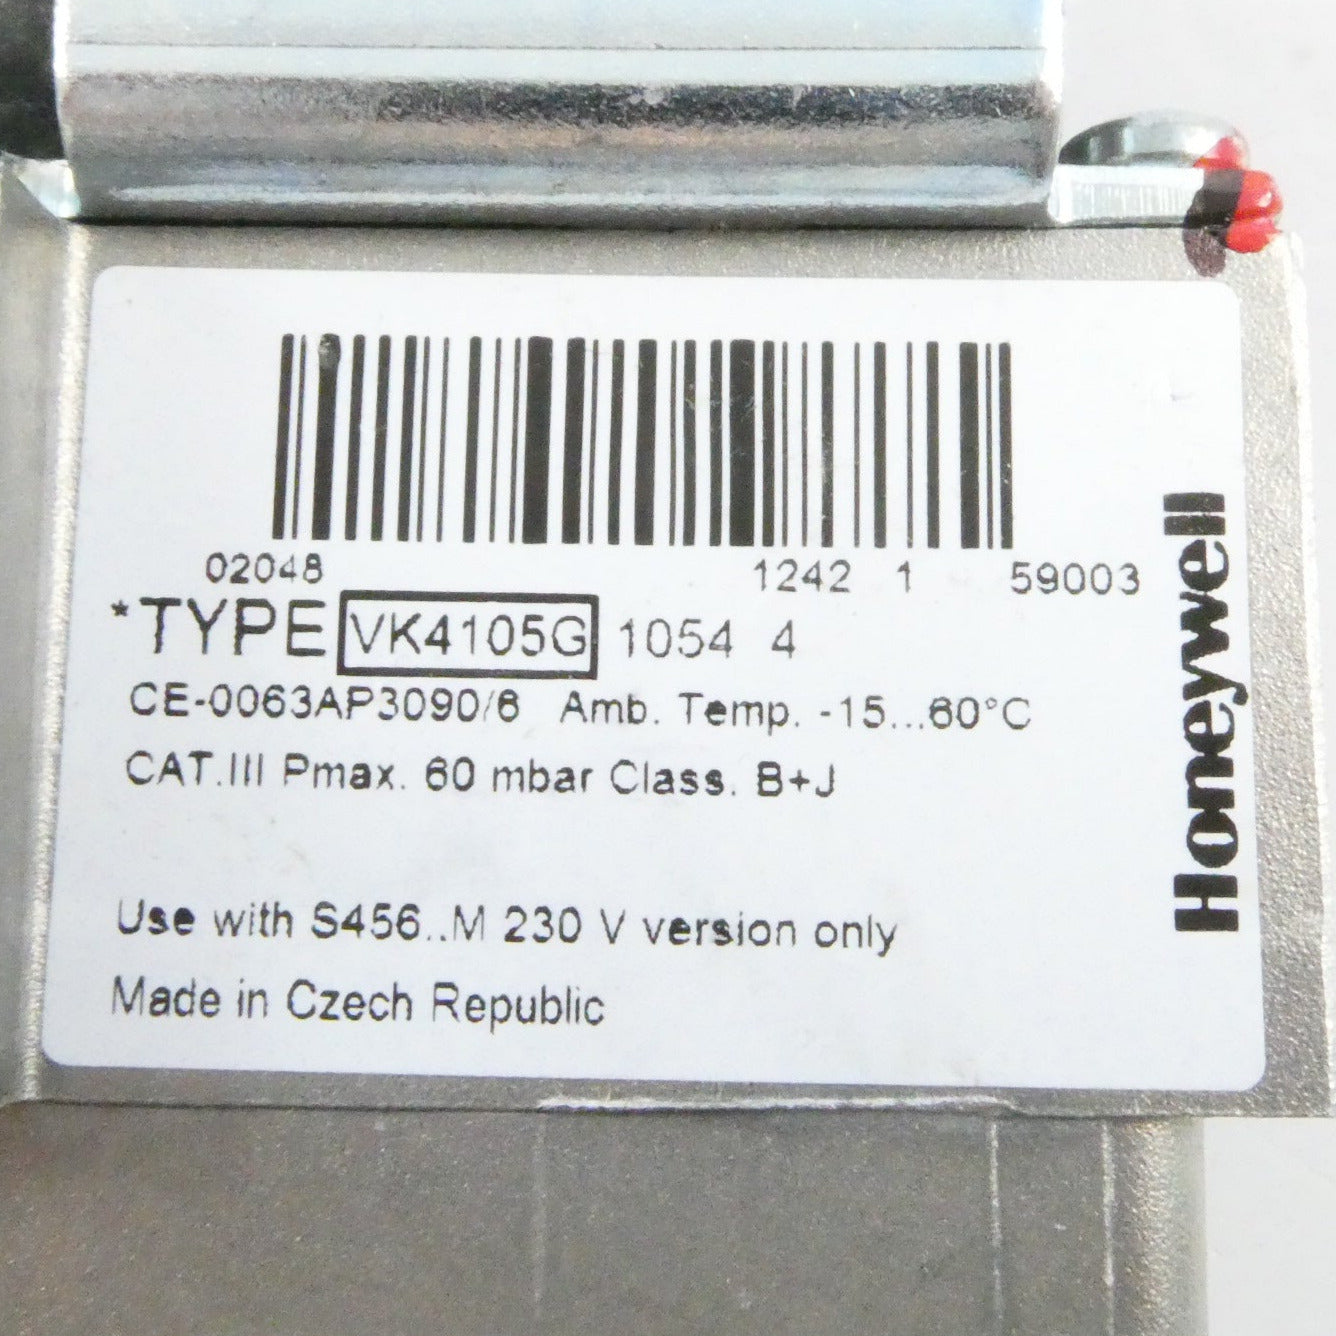 02048 1242 1 59003
*TYPE VK4105G 1054 4
CE-0063AP3090/6 Amb. Temp. -15...60°C
CAT.III Pmax. 60 mbar Class. B+J
Use with S456..M 230 V version only
Made in Czech Republic
Honeywell